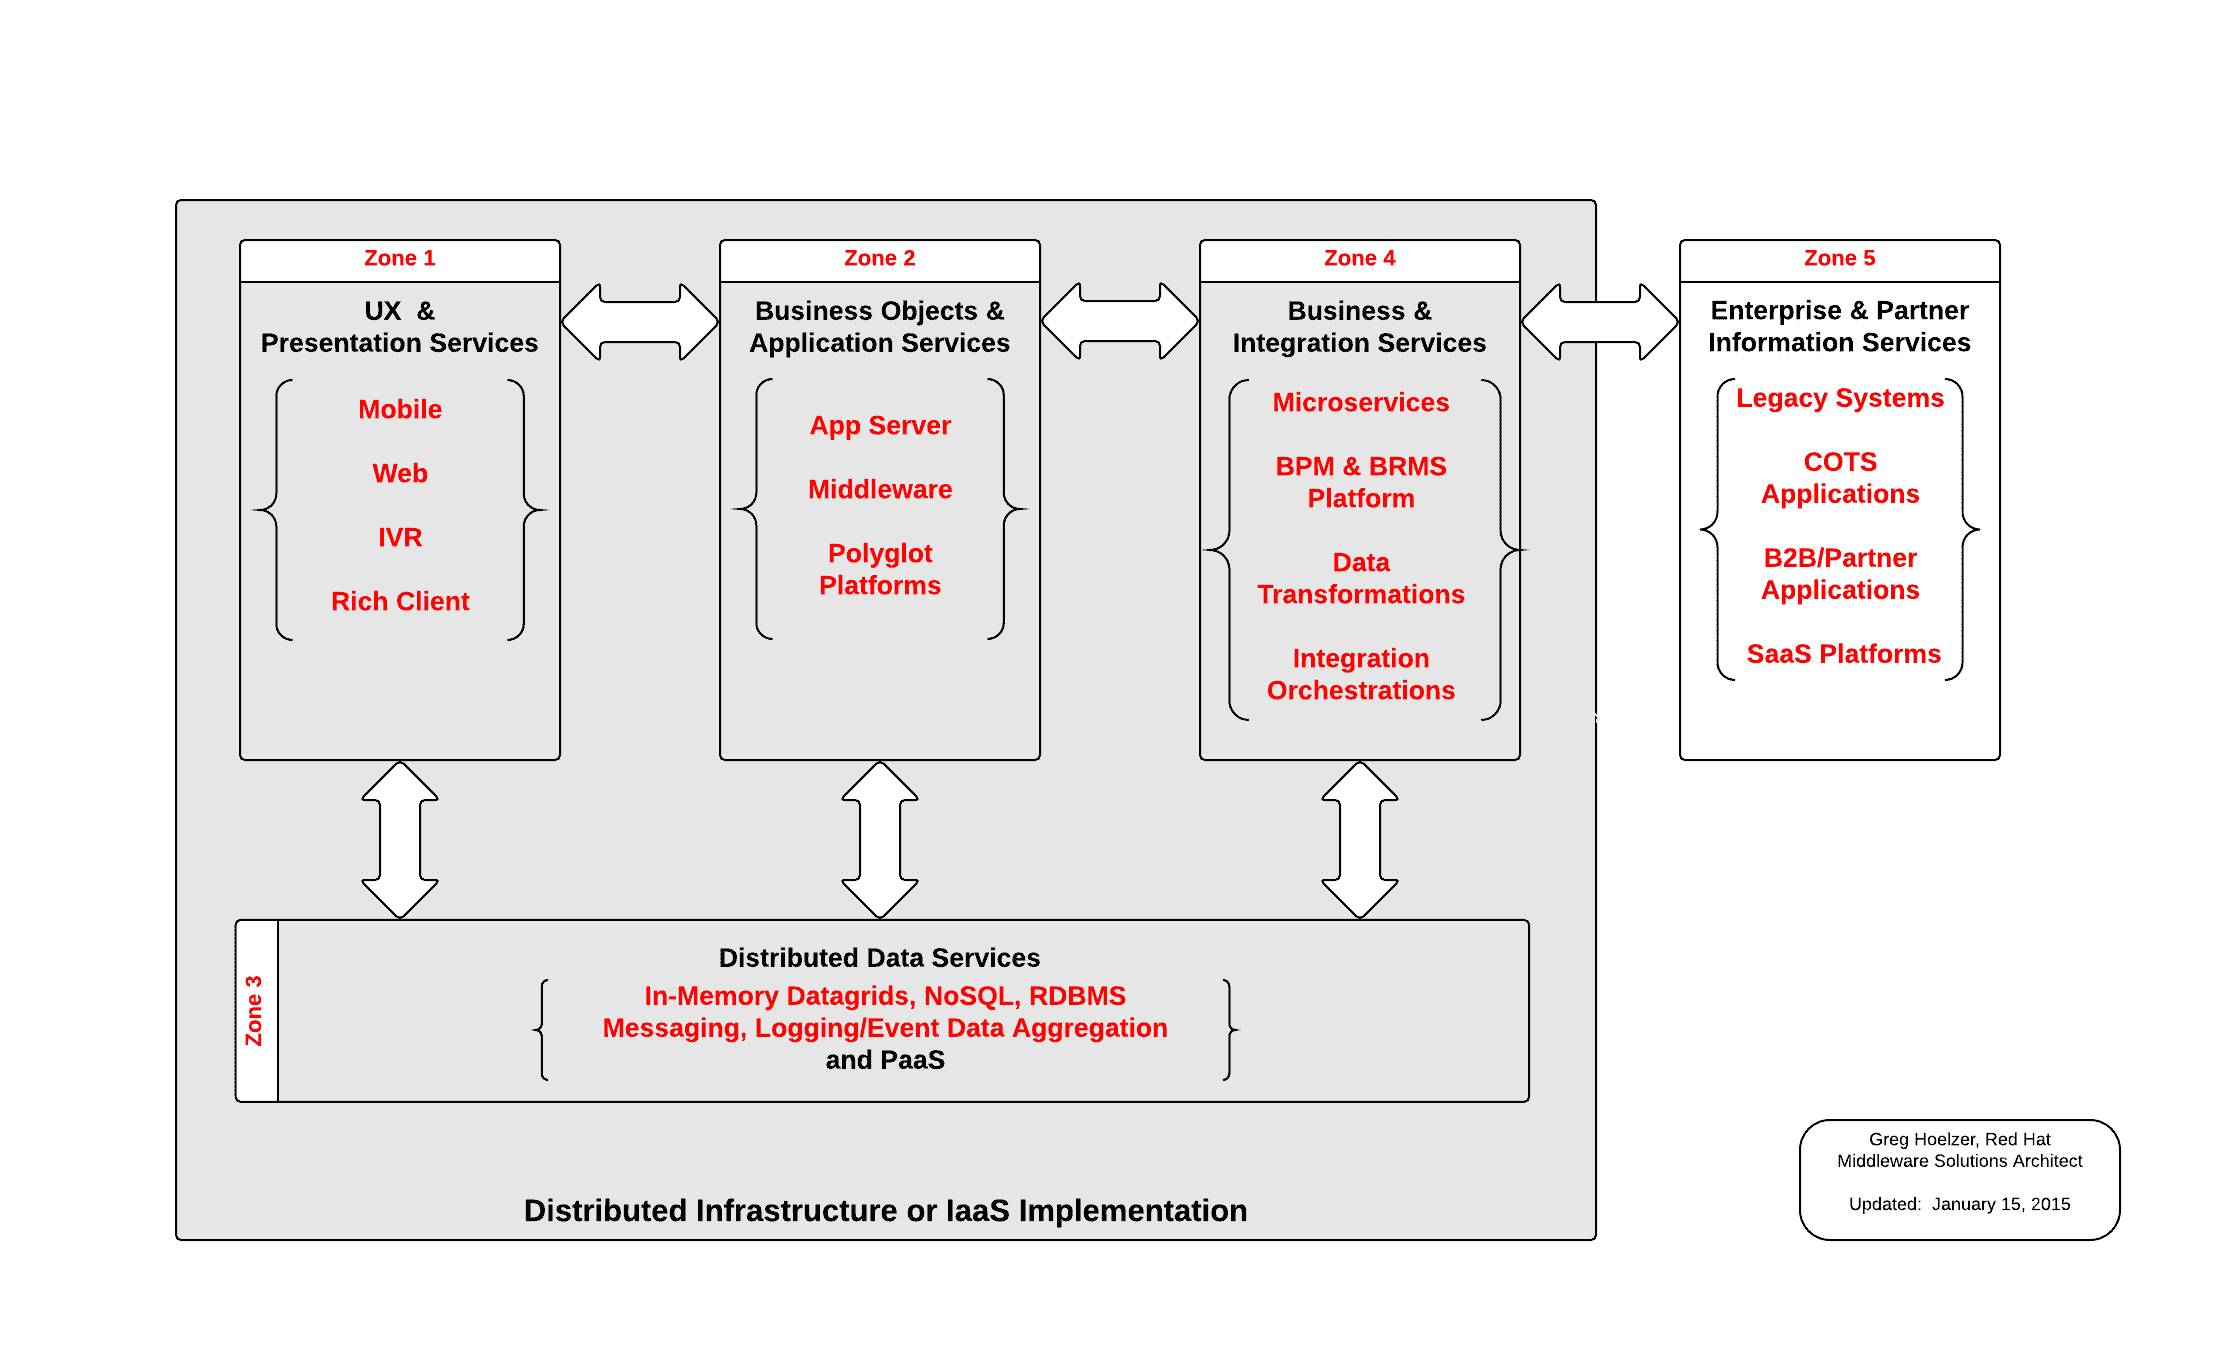 Zone 1
UX  &
Presentation Services
Mobile
Web
IVR
Rich Client
Zone 2
Business Objects &
Application Services
App Server
Middleware
Polyglot
Platforms
Zone 4
Business &
Integration Services
Microservices
BPM & BRMS
Platform
Data
Transformations
Integration
Orchestrations
Zone 5
Enterprise & Partner
Information Services
Legacy Systems
COTS
Applications
B2B/Partner
Applications
SaaS Platforms
Zone 3
Distributed Data Services
In-Memory Datagrids, NoSQL, RDBMS
Messaging, Logging/Event Data Aggregation
and PaaS
Distributed Infrastructure or IaaS Implementation
Greg Hoelzer, Red Hat
Middleware Solutions Architect
Updated:  January 15, 2015